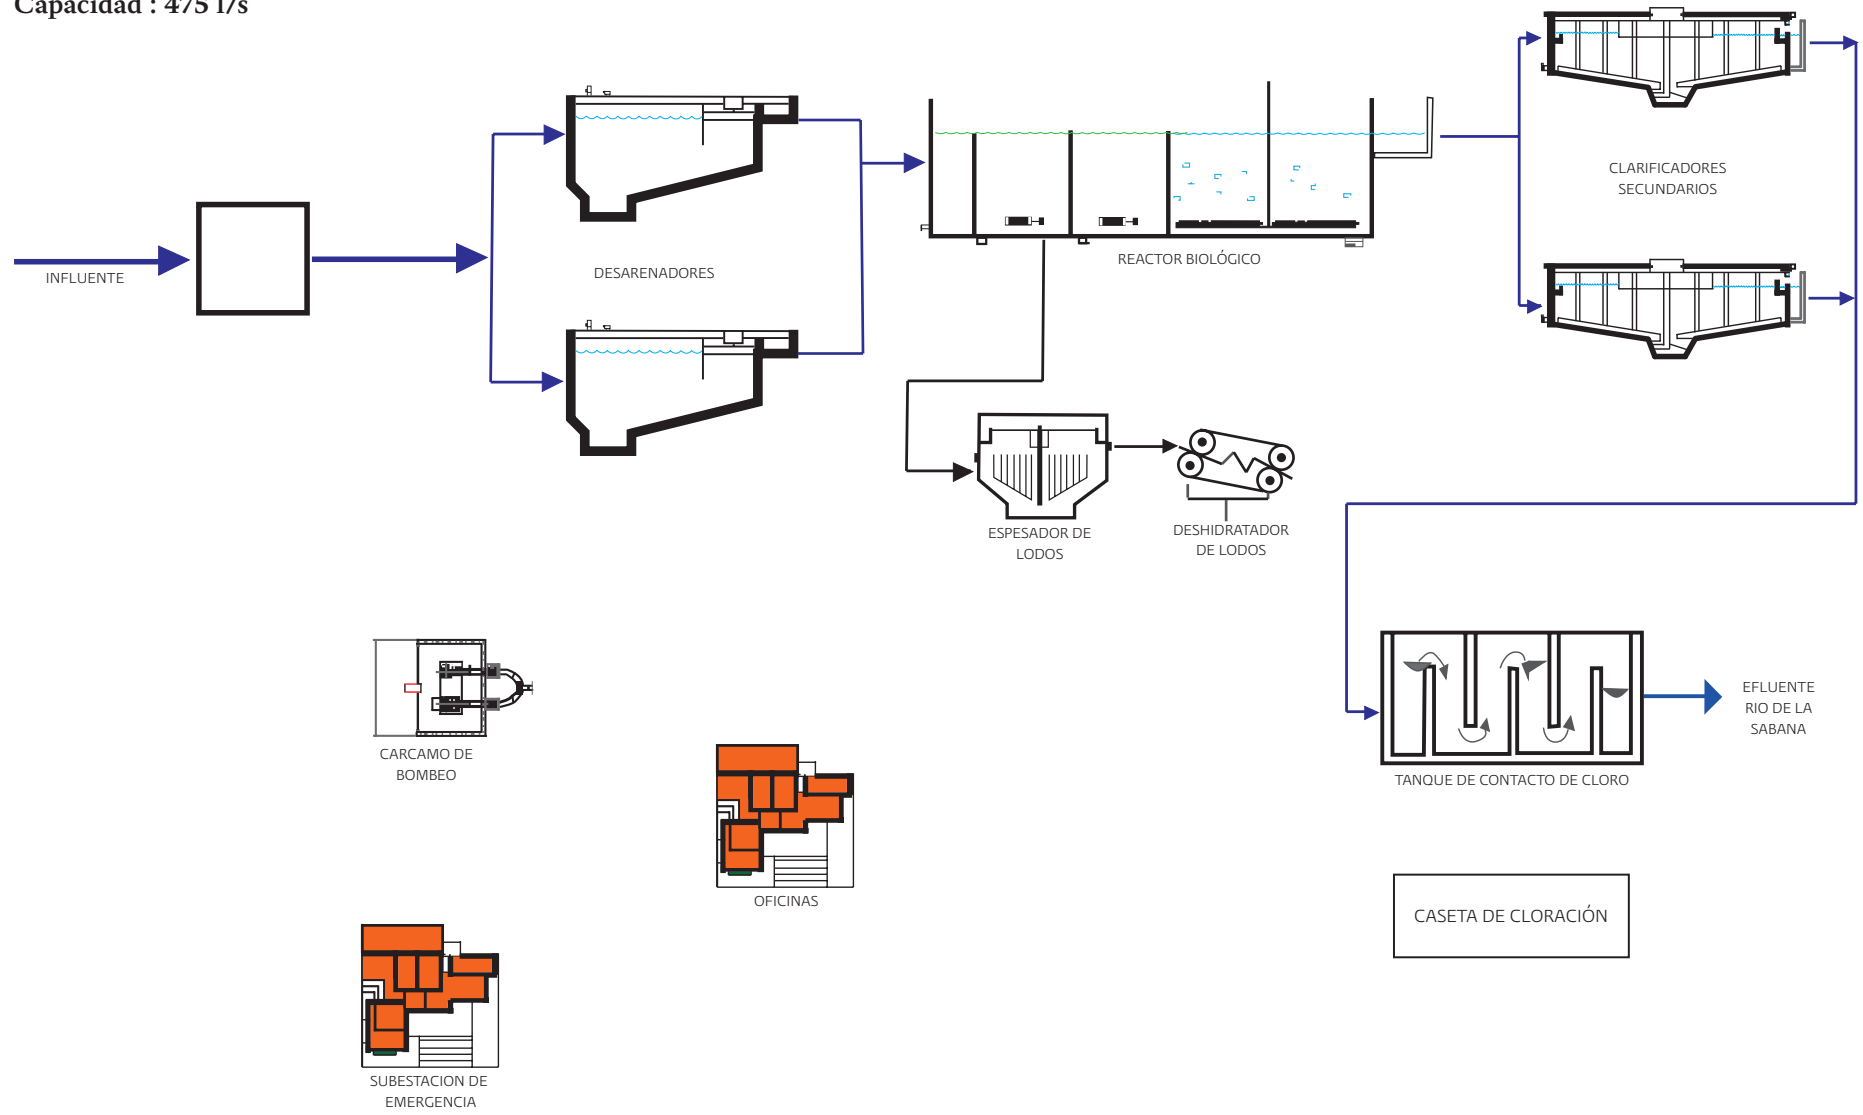 Capacidad : 475 l/s
CLARIFICADORES
SECUNDARIOS
REACTOR BIOLÓGICO
INFLUENTE
DESARENADORES
ESPESADOR DE
LODOS
DESHIDRATADOR
DE LODOS
EFLUENTE
RIO DE LA
SABANA
CARCAMO DE
BOMBEO
TANQUE DE CONTACTO DE CLORO
OFICINAS
CASETA DE CLORACIÓN
SUBESTACION DE
EMERGENCIA